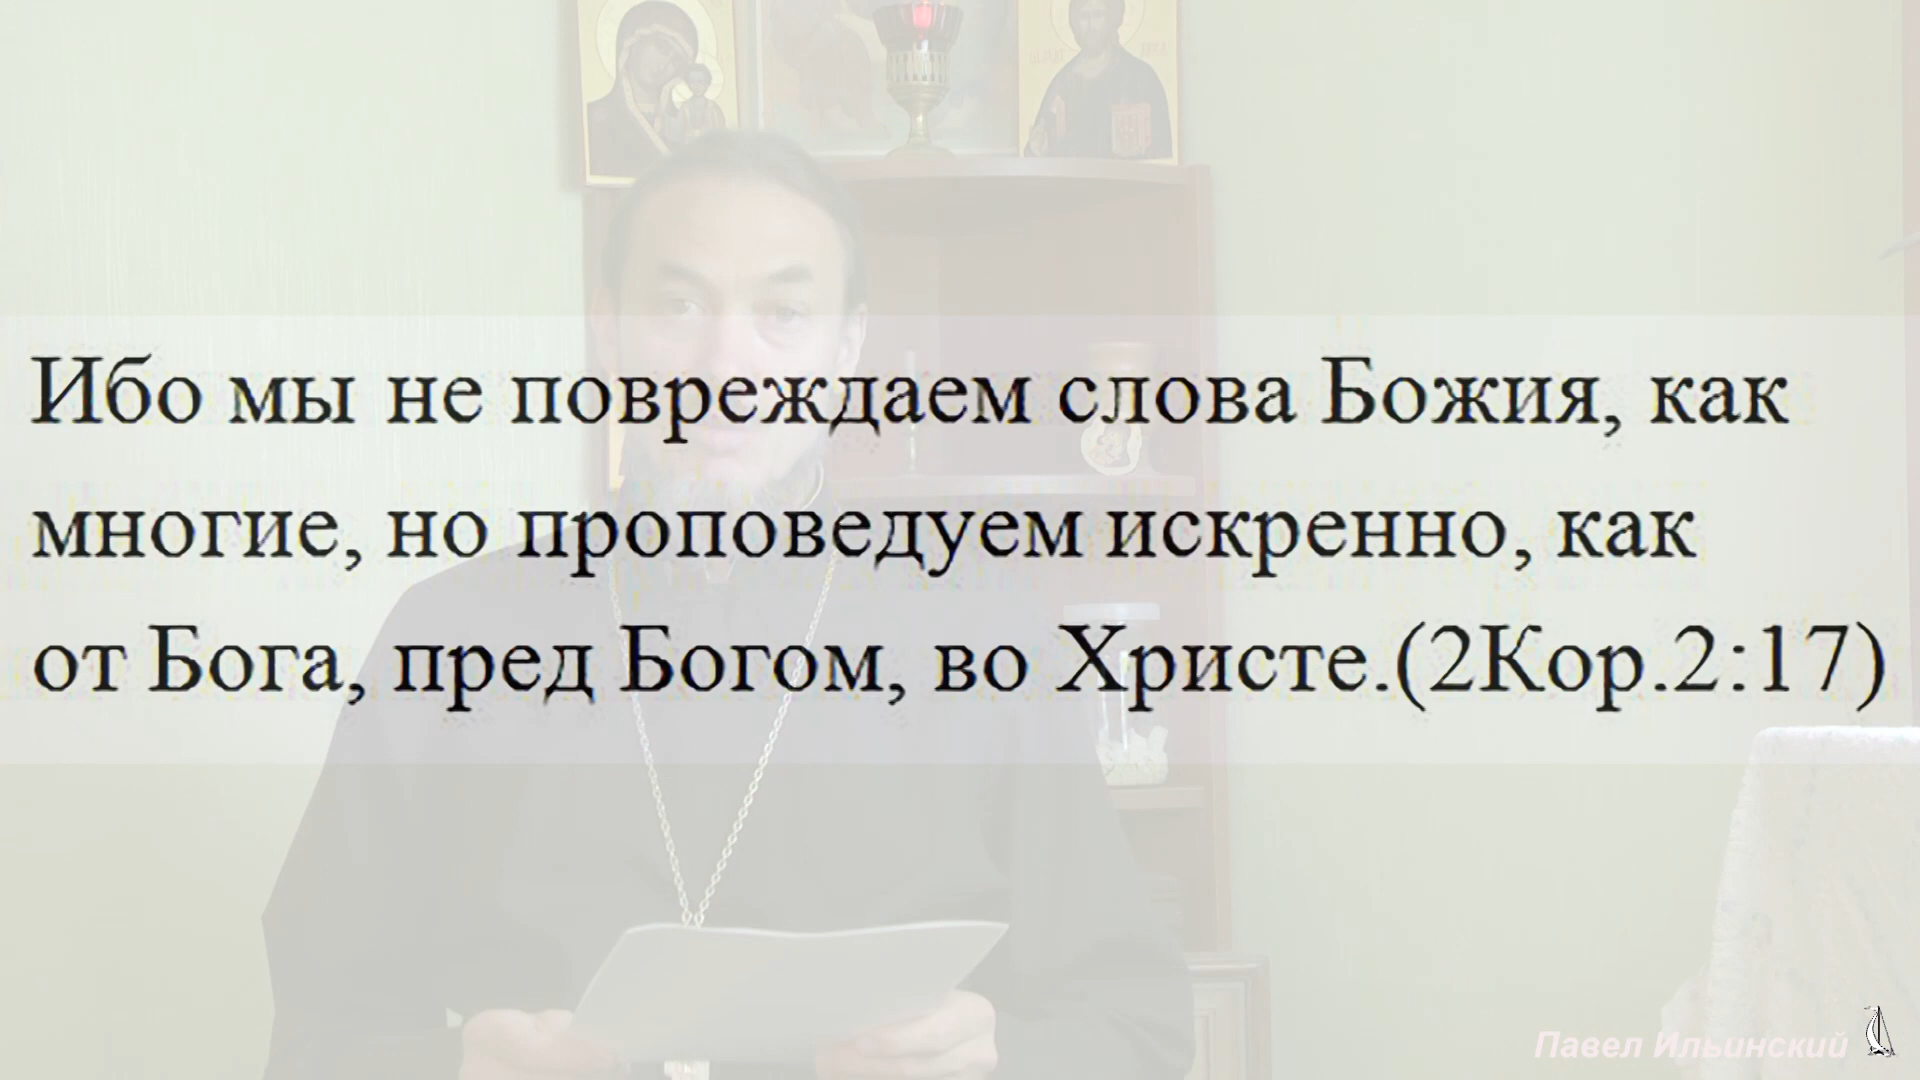 Ибо мы не повреждаем слова Божия, как
многие, но проповедуем искренно, как
от Бога, пред Богом, во Христе.(2Кор.2:17)
Павел Ильинский